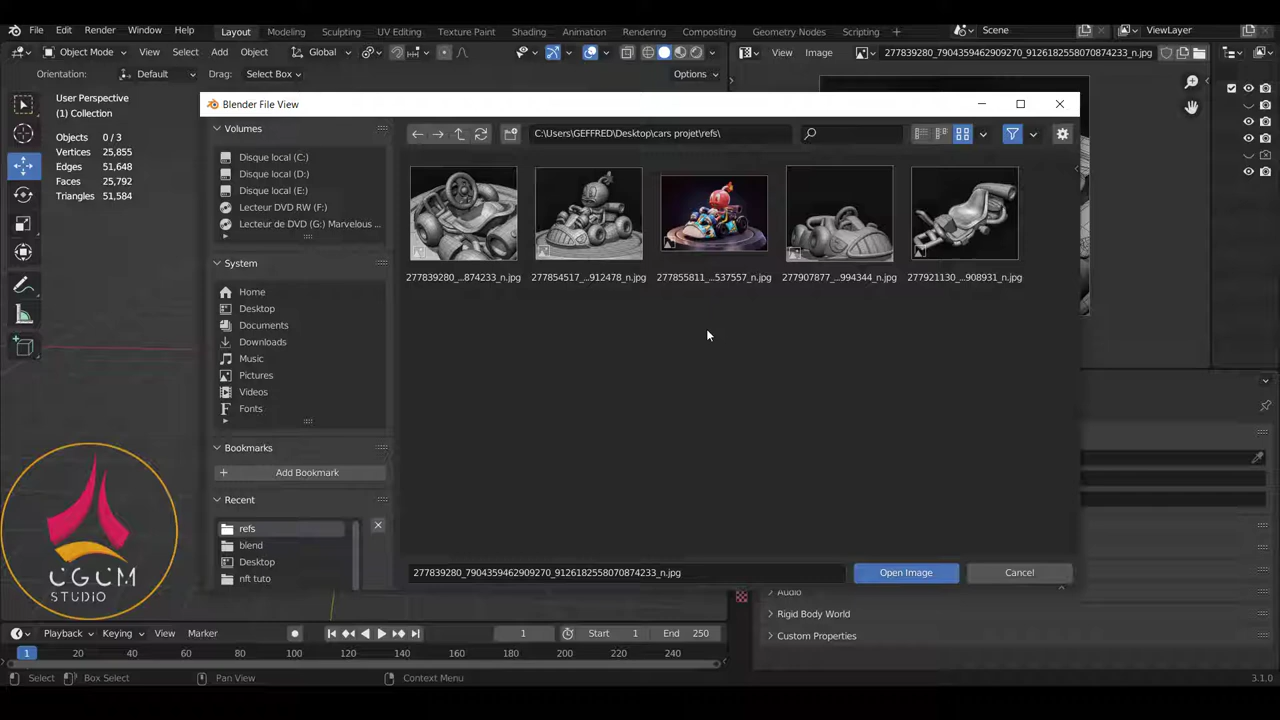 File Edit Render Window Help Layout Modeling Sculpting UV Editing Texture Paint Shading Animation Rendering Compositing Geometry Nodes Scripting Scene ViewLayer
Object Mode View Select Add Object Global View Image 277839280_7904359462909270_9126182558070874233_n.jpg
Orientation: Default Drag: Select Box Options
User Perspective
(1) Collection
Objects 0 / 3
Vertices 25,855
Edges 51,648
Faces 25,792
Triangles 51,584
Blender File View
Volumes
C:\Users\GEFFRED\Desktop\cars projet\refs\
Disque local (C:)
Disque local (D:)
Disque local (E:)
Lecteur DVD RW (F:)
Lecteur de DVD (G:) Marvelous ...
System
Home
Desktop
Documents
Downloads
Music
Pictures
Videos
Fonts
Bookmarks
Add Bookmark
Recent
refs
blend
Desktop
nft tuto
277839280_...874233_n.jpg 277854517_...912478_n.jpg 277855811_...537557_n.jpg 277907877_...994344_n.jpg 277921130_...908931_n.jpg
277839280_7904359462909270_9126182558070874233_n.jpg Open Image Cancel
CGCM
STUDIO
Audio
Rigid Body World
Custom Properties
Playback Keying View Marker 1 Start 1 End 250
1 20 40 60 80 100 120 140 160 180 200 220 240
Select Box Select Pan View Context Menu 3.1.0